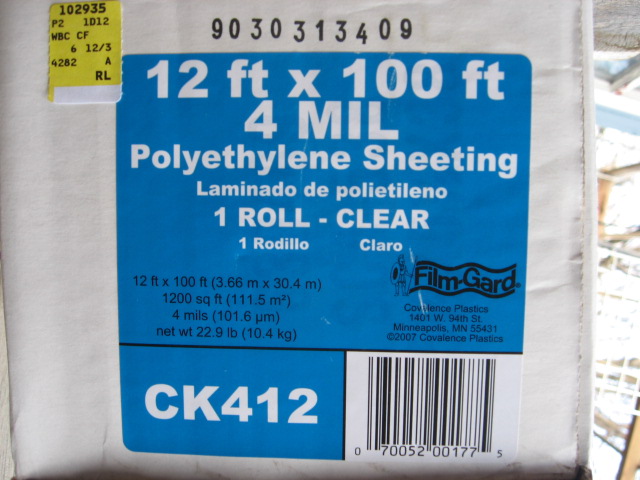 102935
P2 1D12
WBC CF
6 12/3
4282 A
RL
9030313409
12 ft x 100 ft
4 MIL
Polyethylene Sheeting
Laminado de polietileno
1 ROLL - CLEAR
1 Rodillo Claro
12 ft x 100 ft (3.66 m x 30.4 m)
1200 sq ft (111.5 m²)
4 mils (101.6 µm)
net wt 22.9 lb (10.4 kg)
Film-Gard®
Covalence Plastics
1401 W. 94th St.
Minneapolis, MN 55431
©2007 Covalence Plastics
CK412
0 70052 00177 5